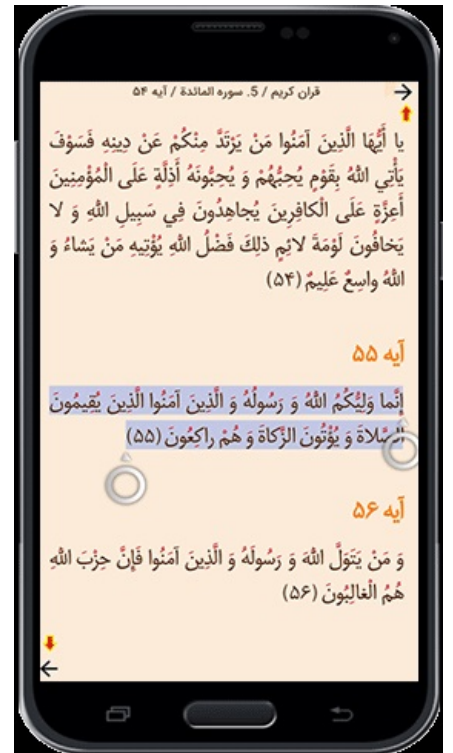 قرآن کریم / 5. سوره المائدة / آیه ۵۴
يا أَيُّهَا الَّذِينَ آمَنُوا مَنْ يَرْتَدَّ مِنْكُمْ عَنْ دِينِهِ فَسَوْفَ
يَأْتِي اللَّهُ بِقَوْمٍ يُحِبُّهُمْ وَ يُحِبُّونَهُ أَذِلَّةٍ عَلَى الْمُؤْمِنِينَ
أَعِزَّةٍ عَلَى الْكافِرِينَ يُجاهِدُونَ فِي سَبِيلِ اللَّهِ وَ لا
يَخافُونَ لَوْمَةَ لائِمٍ ذلِكَ فَضْلُ اللَّهِ يُؤْتِيهِ مَنْ يَشاءُ وَ
اللَّهُ واسِعٌ عَلِيمٌ (۵۴)
آیه ۵۵
إِنَّما وَلِيُّكُمُ اللَّهُ وَ رَسُولُهُ وَ الَّذِينَ آمَنُوا الَّذِينَ يُقِيمُونَ
الصَّلاةَ وَ يُؤْتُونَ الزَّكاةَ وَ هُمْ راكِعُونَ (۵۵)
آیه ۵۶
وَ مَنْ يَتَوَلَّ اللَّهَ وَ رَسُولَهُ وَ الَّذِينَ آمَنُوا فَإِنَّ حِزْبَ اللَّهِ
هُمُ الْغالِبُونَ (۵۶)